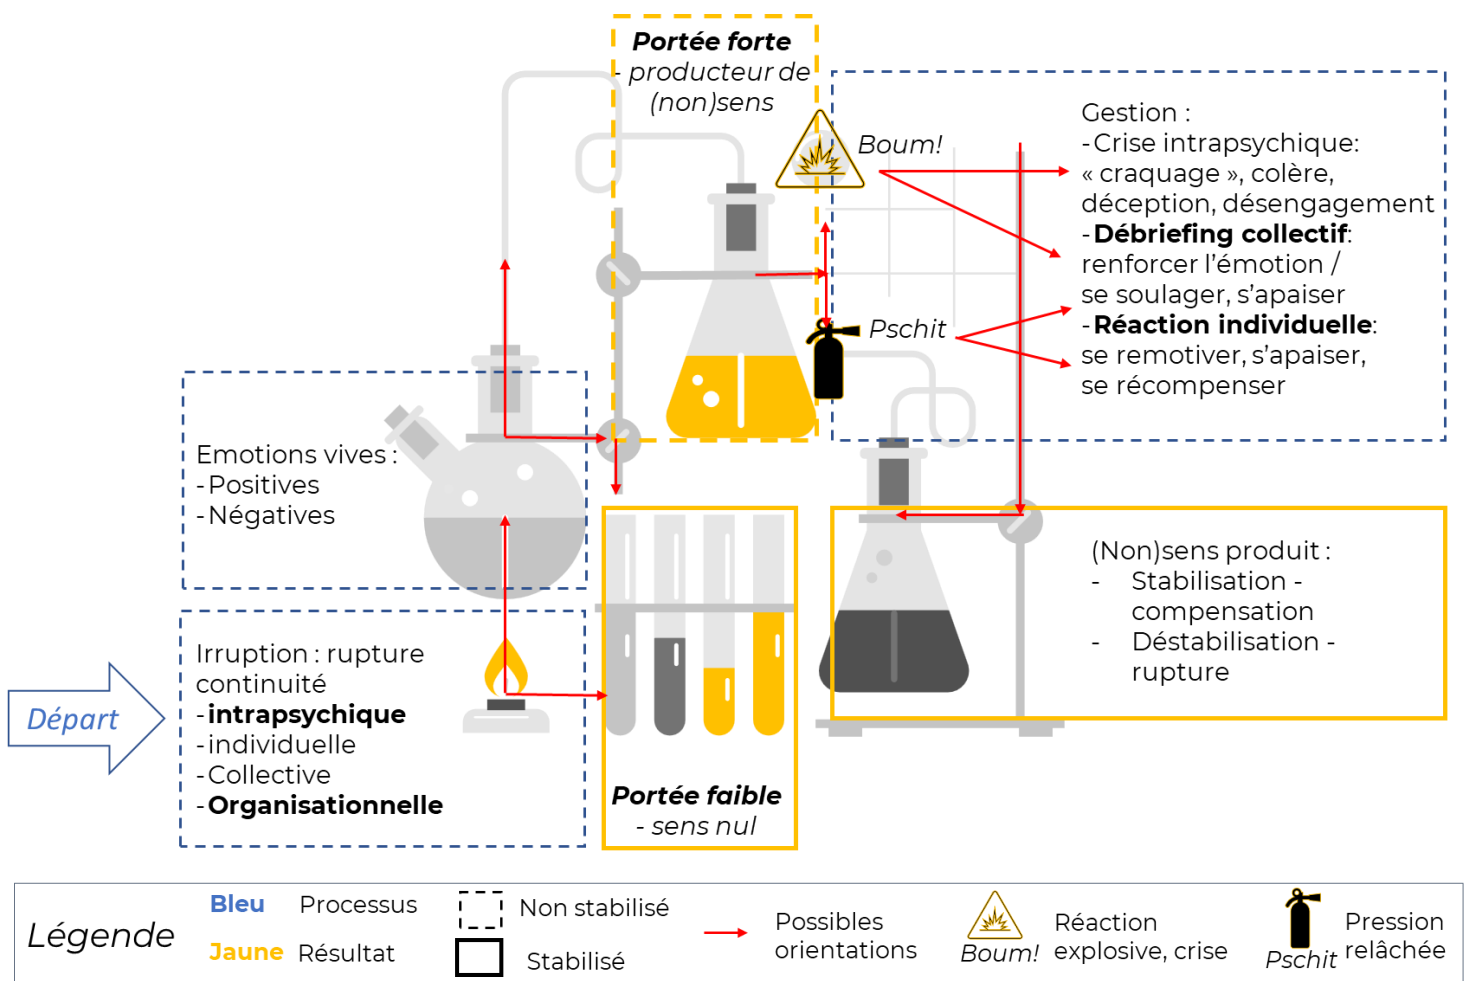 Portée forte
- producteur de
(non)sens
Boum!
Gestion :
-Crise intrapsychique:
« craquage », colère,
déception, désengagement
-Débriefing collectif:
renforcer l’émotion /
se soulager, s’apaiser
-Réaction individuelle:
se remotiver, s’apaiser,
se récompenser
Pschit
Emotions vives :
-Positives
-Négatives
Départ
Irruption : rupture
continuité
-intrapsychique
-individuelle
-Collective
-Organisationnelle
Portée faible
- sens nul
(Non)sens produit :
- Stabilisation -
compensation
- Déstabilisation -
rupture
Légende
Bleu Processus
Jaune Résultat
Non stabilisé
Stabilisé
Possibles
orientations
Boum!
Réaction
explosive, crise
Pschit
Pression
relâchée